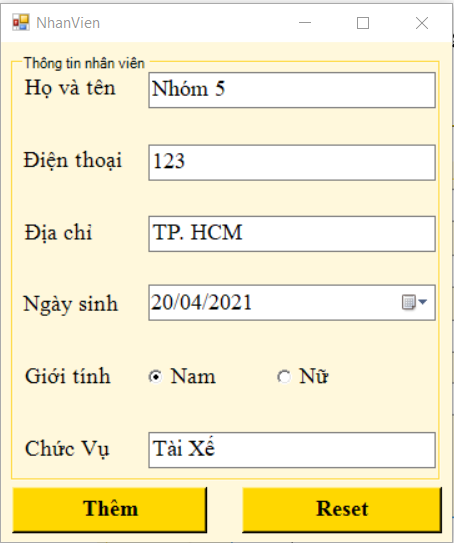 NhanVien
Thông tin nhân viên
Họ và tên Nhóm 5
Điện thoại 123
Địa chỉ TP. HCM
Ngày sinh 20/04/2021
Giới tính Nam Nữ
Chức Vụ Tài Xế
Thêm Reset